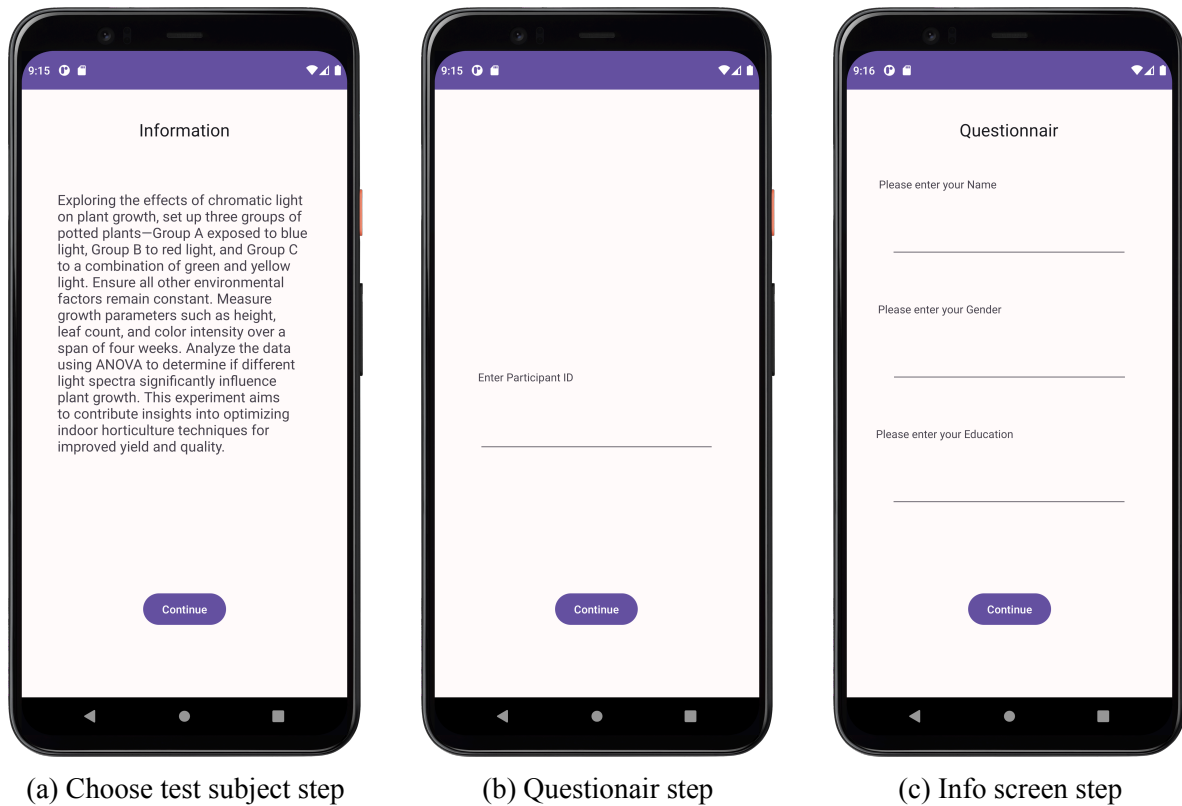 9:15
Information
Exploring the effects of chromatic light
on plant growth, set up three groups of
potted plants—Group A exposed to blue
light, Group B to red light, and Group C
to a combination of green and yellow
light. Ensure all other environmental
factors remain constant. Measure
growth parameters such as height,
leaf count, and color intensity over a
span of four weeks. Analyze the data
using ANOVA to determine if different
light spectra significantly influence
plant growth. This experiment aims
to contribute insights into optimizing
indoor horticulture techniques for
improved yield and quality.
Continue
(a) Choose test subject step
9:15
Enter Participant ID
Continue
(b) Questionair step
9:16
Questionnair
Please enter your Name
Please enter your Gender
Please enter your Education
Continue
(c) Info screen step